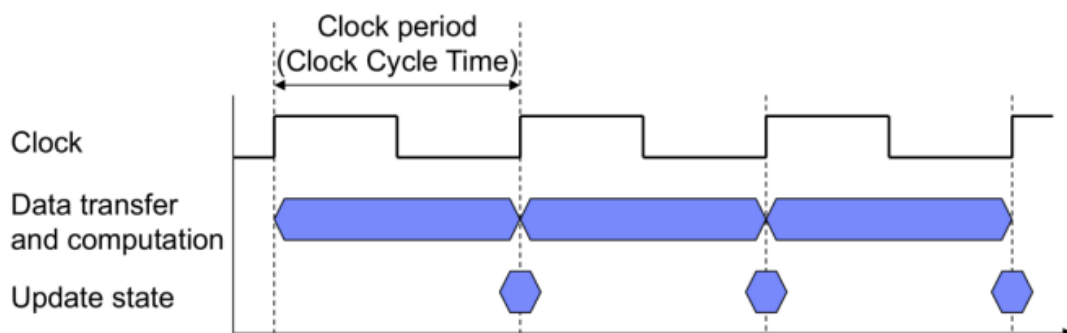 Clock period
(Clock Cycle Time)
Clock
Data transfer
and computation
Update state